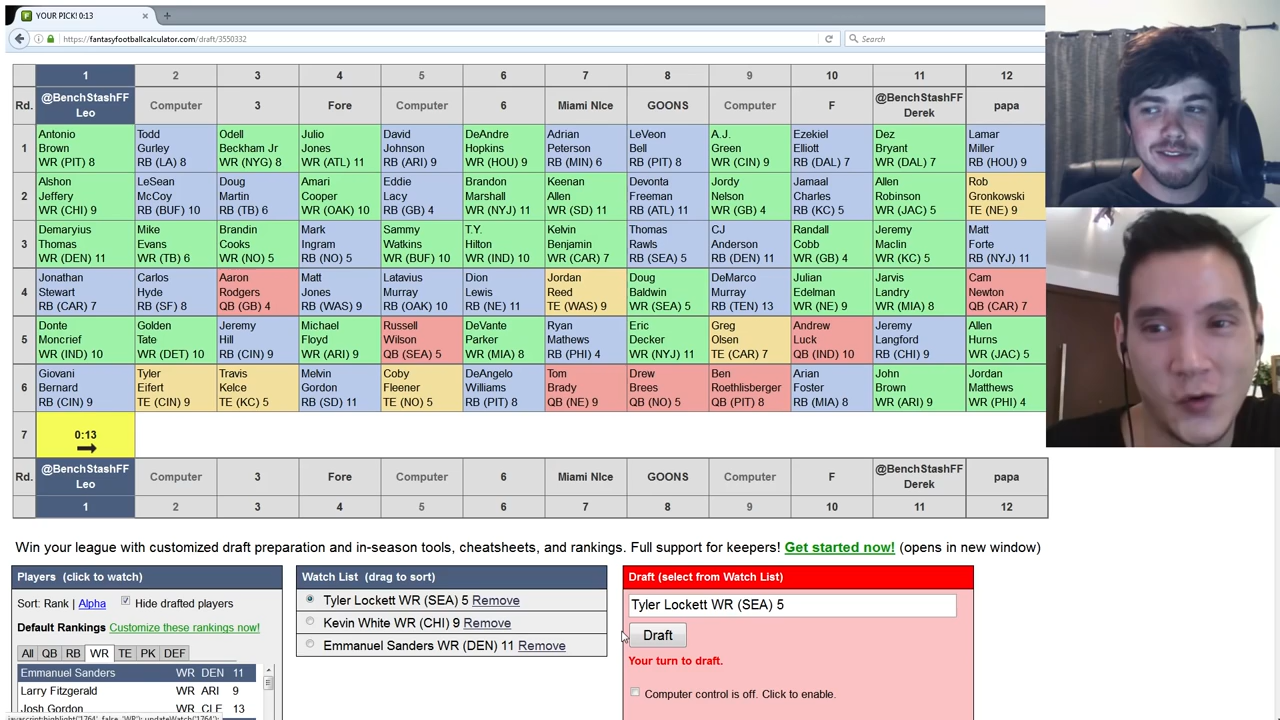 YOUR PICK! 0:13
https://fantasyfootballcalculator.com/draft/3550332
Search
1 2 3 4 5 6 7 8 9 10 11 12
Rd. @BenchStashFF Leo Computer 3 Fore Computer 6 Miami NIce GOONS Computer F @BenchStashFF Derek papa
1
Antonio Todd Odell Julio David DeAndre Adrian LeVeon A.J. Ezekiel Dez Lamar
Brown Gurley Beckham Jr Jones Johnson Hopkins Peterson Bell Green Elliott Bryant Miller
WR (PIT) 8 RB (LA) 8 WR (NYG) 8 WR (ATL) 11 RB (ARI) 9 WR (HOU) 9 RB (MIN) 6 RB (PIT) 8 WR (CIN) 9 RB (DAL) 7 WR (DAL) 7 RB (HOU) 9
2
Alshon LeSean Doug Amari Eddie Brandon Keenan Devonta Jordy Jamaal Allen Rob
Jeffery McCoy Martin Cooper Lacy Marshall Allen Freeman Nelson Charles Robinson Gronkowski
WR (CHI) 9 RB (BUF) 10 RB (TB) 6 WR (OAK) 10 RB (GB) 4 WR (NYJ) 11 WR (SD) 11 RB (ATL) 11 WR (GB) 4 RB (KC) 5 WR (JAC) 5 TE (NE) 9
3
Demaryius Mike Brandin Mark Sammy T.Y. Kelvin Thomas CJ Randall Jeremy Matt
Thomas Evans Cooks Ingram Watkins Hilton Benjamin Rawls Anderson Cobb Maclin Forte
WR (DEN) 11 WR (TB) 6 WR (NO) 5 RB (NO) 5 WR (BUF) 10 WR (IND) 10 WR (CAR) 7 RB (SEA) 5 RB (DEN) 11 WR (GB) 4 WR (KC) 5 RB (NYJ) 11
4
Jonathan Carlos Aaron Matt Latavius Dion Jordan Doug DeMarco Julian Jarvis Cam
Stewart Hyde Rodgers Jones Murray Lewis Reed Baldwin Murray Edelman Landry Newton
RB (CAR) 7 RB (SF) 8 QB (GB) 4 RB (WAS) 9 RB (OAK) 10 RB (NE) 11 TE (WAS) 9 WR (SEA) 5 RB (TEN) 13 WR (NE) 9 WR (MIA) 8 QB (CAR) 7
5
Donte Golden Jeremy Michael Russell DeVante Ryan Eric Greg Andrew Jeremy Allen
Moncrief Tate Hill Floyd Wilson Parker Mathews Decker Olsen Luck Langford Hurns
WR (IND) 10 WR (DET) 10 RB (CIN) 9 WR (ARI) 9 QB (SEA) 5 WR (MIA) 8 RB (PHI) 4 WR (NYJ) 11 TE (CAR) 7 QB (IND) 10 RB (CHI) 9 WR (JAC) 5
6
Giovani Tyler Travis Melvin Coby DeAngelo Tom Drew Ben Arian John Jordan
Bernard Eifert Kelce Gordon Fleener Williams Brady Brees Roethlisberger Foster Brown Matthews
RB (CIN) 9 TE (CIN) 9 TE (KC) 5 RB (SD) 11 TE (NO) 5 RB (PIT) 8 QB (NE) 9 QB (NO) 5 QB (PIT) 8 RB (MIA) 8 WR (ARI) 9 WR (PHI) 4
7 0:13
Rd. @BenchStashFF Leo Computer 3 Fore Computer 6 Miami NIce GOONS Computer F @BenchStashFF Derek papa
1 2 3 4 5 6 7 8 9 10 11 12
Win your league with customized draft preparation and in-season tools, cheatsheets, and rankings. Full support for keepers! Get started now! (opens in new window)
Players (click to watch)
Sort: Rank | Alpha Hide drafted players
Default Rankings Customize these rankings now!
All QB RB WR TE PK DEF
Emmanuel Sanders WR DEN 11
Larry Fitzgerald WR ARI 9
Josh Gordon WR CLE 13
Watch List (drag to sort)
Tyler Lockett WR (SEA) 5 Remove
Kevin White WR (CHI) 9 Remove
Emmanuel Sanders WR (DEN) 11 Remove
Draft (select from Watch List)
Tyler Lockett WR (SEA) 5
Draft
Your turn to draft.
Computer control is off. Click to enable.
javascript:highlight('1764', false, 'WR'); updateWatch('1764');